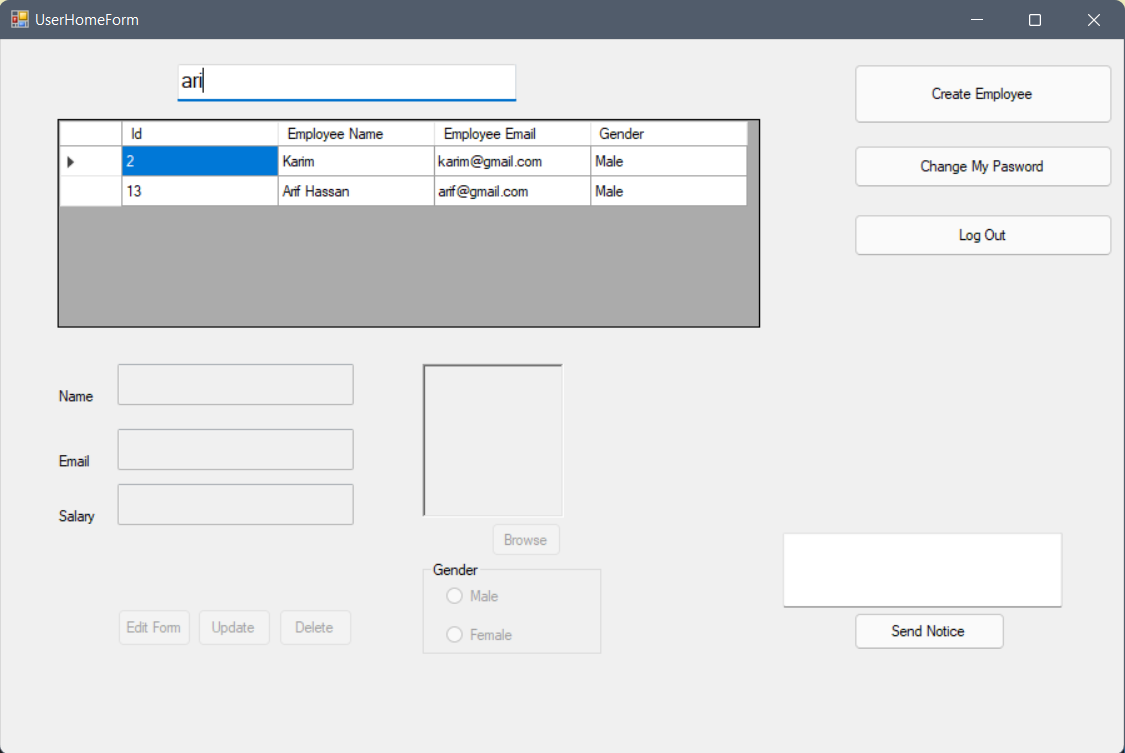 UserHomeForm
ari
Create Employee
Id Employee Name Employee Email Gender
2 Karim karim@gmail.com Male
13 Arif Hassan arif@gmail.com Male
Change My Pasword
Log Out
Name
Email
Salary
Browse
Gender
Male
Female
Edit Form Update Delete
Send Notice